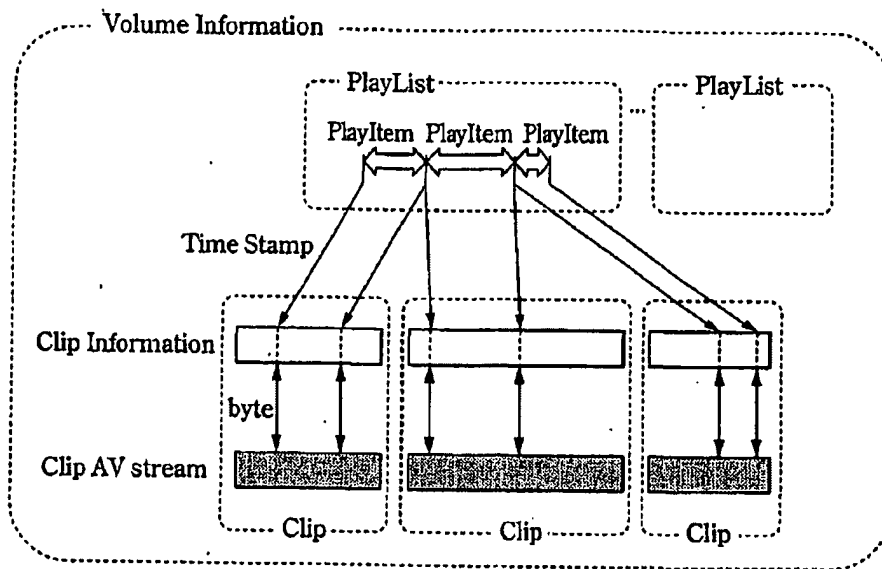 Volume Information
PlayList
PlayList
...
PlayItem PlayItem PlayItem
Time Stamp
Clip Information
byte
Clip AV stream
Clip
Clip
Clip